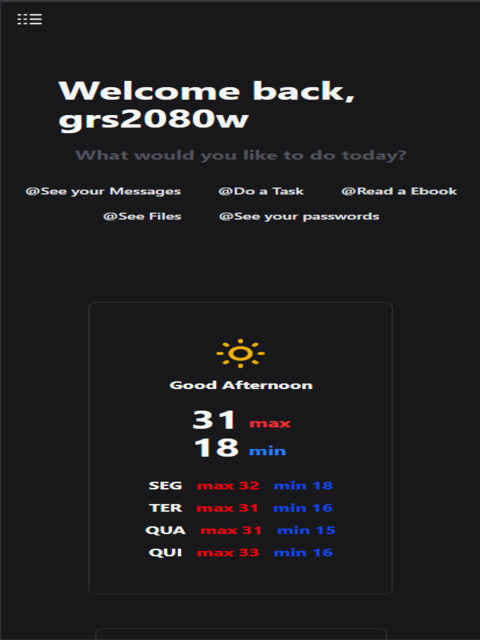 Welcome back,
grs2080w
What would you like to do today?
@See your Messages @Do a Task @Read a Ebook
@See Files @See your passwords
Good Afternoon
31 max
18 min
SEG max 32 min 18
TER max 31 min 16
QUA max 31 min 15
QUI max 33 min 16